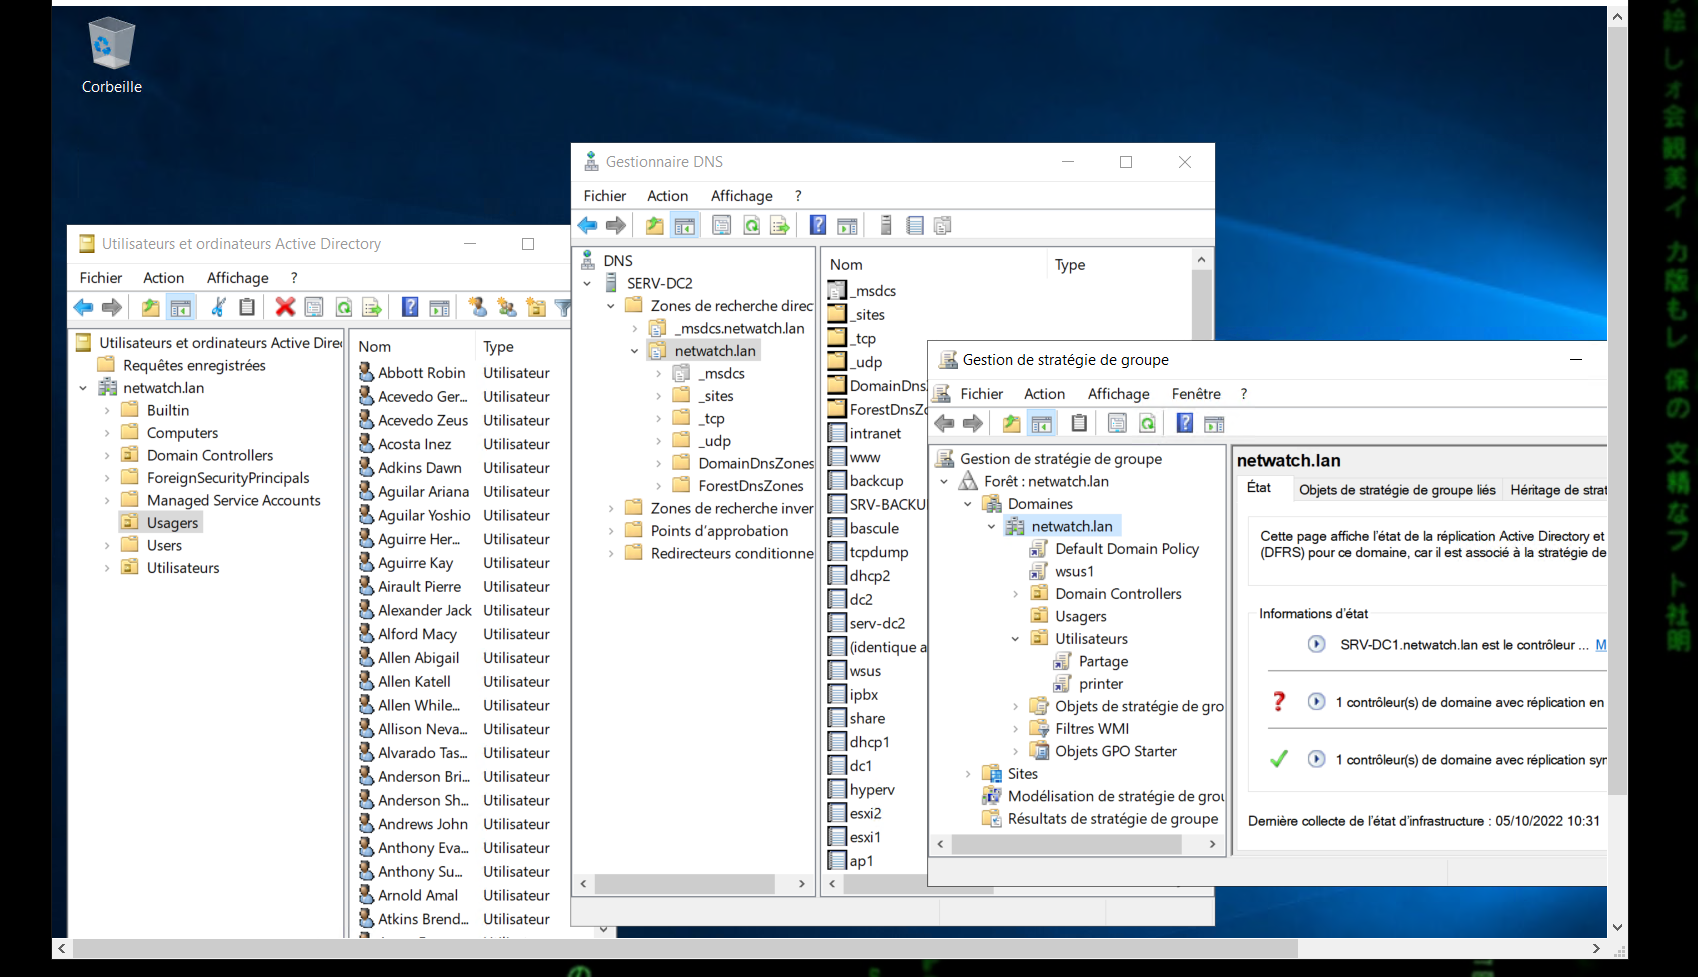 Corbeille
Utilisateurs et ordinateurs Active Directory
Fichier Action Affichage ?
Utilisateurs et ordinateurs Active Dire
Requêtes enregistrées
netwatch.lan
Builtin
Computers
Domain Controllers
ForeignSecurityPrincipals
Managed Service Accounts
Usagers
Users
Utilisateurs
Nom Type
Abbott Robin Utilisateur
Acevedo Ger... Utilisateur
Acevedo Zeus Utilisateur
Acosta Inez Utilisateur
Adkins Dawn Utilisateur
Aguilar Ariana Utilisateur
Aguilar Yoshio Utilisateur
Aguirre Her... Utilisateur
Aguirre Kay Utilisateur
Airault Pierre Utilisateur
Alexander Jack Utilisateur
Alford Macy Utilisateur
Allen Abigail Utilisateur
Allen Katell Utilisateur
Allen While... Utilisateur
Allison Neva... Utilisateur
Alvarado Tas... Utilisateur
Anderson Bri... Utilisateur
Anderson Sh... Utilisateur
Andrews John Utilisateur
Anthony Eva... Utilisateur
Anthony Su... Utilisateur
Arnold Amal Utilisateur
Atkins Brend... Utilisateur
Gestionnaire DNS
Fichier Action Affichage ?
DNS
SERV-DC2
Zones de recherche direc
_msdcs.netwatch.lan
netwatch.lan
_msdcs
_sites
_tcp
_udp
DomainDnsZones
ForestDnsZones
Zones de recherche inver
Points d'approbation
Redirecteurs conditionne
Nom Type
_msdcs
_sites
_tcp
_udp
DomainDns
ForestDnsZo
intranet
www
backcup
SRV-BACKU
bascule
tcpdump
dhcp2
dc2
serv-dc2
(identique a
wsus
ipbx
share
dhcp1
dc1
hyperv
esxi2
esxi1
ap1
Gestion de stratégie de groupe
Fichier Action Affichage Fenêtre ?
Gestion de stratégie de groupe
Forêt : netwatch.lan
Domaines
netwatch.lan
Default Domain Policy
wsus1
Domain Controllers
Usagers
Utilisateurs
Partage
printer
Objets de stratégie de gro
Filtres WMI
Objets GPO Starter
Sites
Modélisation de stratégie de grou
Résultats de stratégie de groupe
netwatch.lan
État Objets de stratégie de groupe liés Héritage de strat
Cette page affiche l'état de la réplication Active Directory et
(DFRS) pour ce domaine, car il est associé à la stratégie de
Informations d'état
SRV-DC1.netwatch.lan est le contrôleur ... M
1 contrôleur(s) de domaine avec réplication en
1 contrôleur(s) de domaine avec réplication syn
Dernière collecte de l'état d'infrastructure : 05/10/2022 10:31